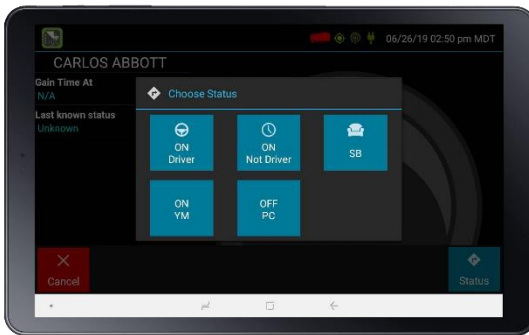 06/26/19 02:50 pm MDT
CARLOS ABBOTT
Gain Time At
N/A
Last known status
Unknown
Choose Status
ON
Driver
ON
Not Driver
SB
ON
YM
OFF
PC
Cancel
Status